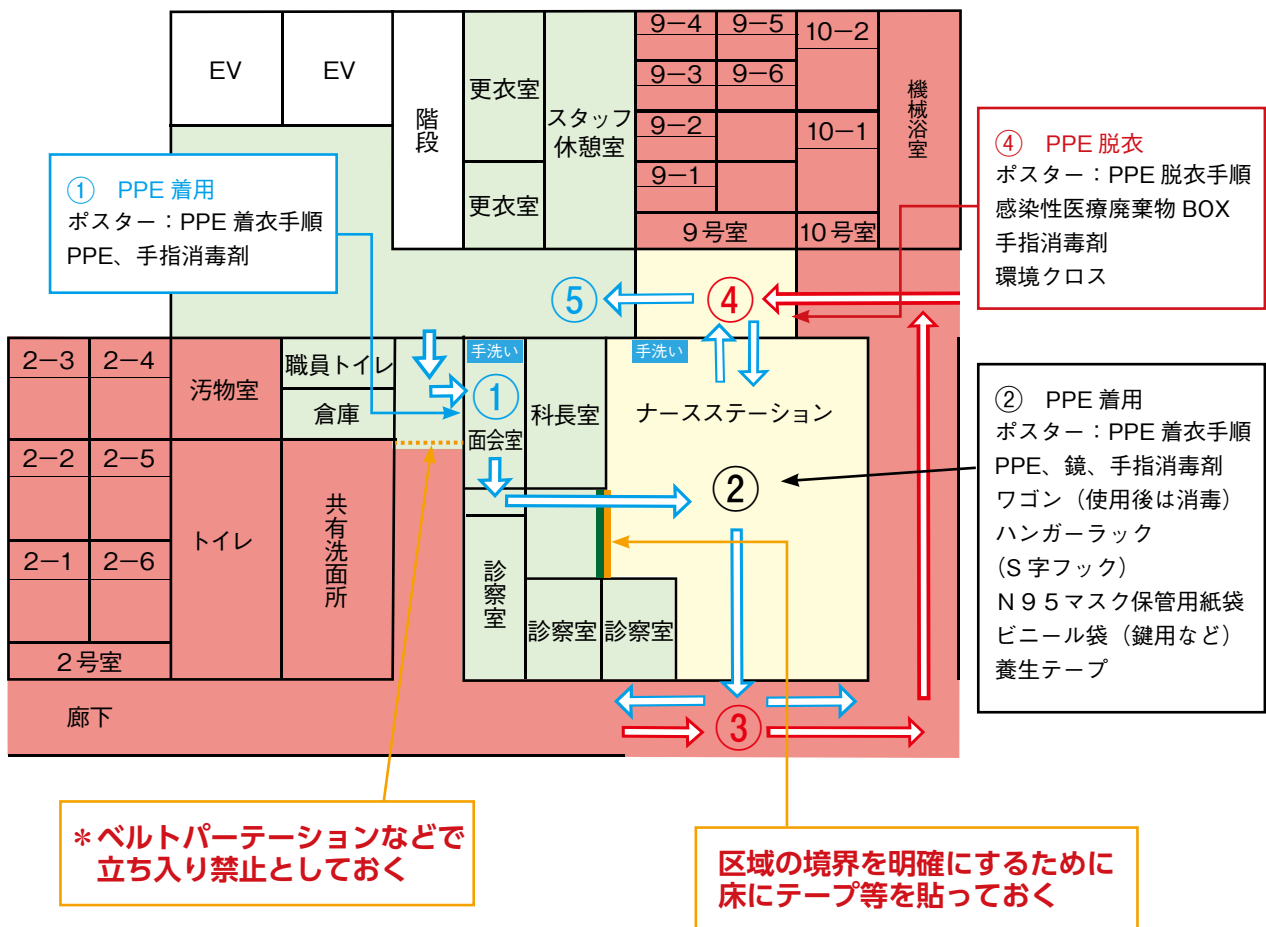 EV
EV
階段
更衣室
更衣室
スタッフ
休憩室
9−4
9−5
9−3
9−6
9−2
9−1
9号室
10−2
10−1
10号室
機械浴室
① PPE 着用
ポスター：PPE 着衣手順
PPE、手指消毒剤
④ PPE 脱衣
ポスター：PPE 脱衣手順
感染性医療廃棄物 BOX
手指消毒剤
環境クロス
⑤
④
2−3
2−4
2−2
2−5
2−1
2−6
2号室
汚物室
トイレ
職員トイレ
倉庫
共有洗面所
手洗い
①
面会室
科長室
手洗い
ナースステーション
②
診察室
診察室
診察室
② PPE 着用
ポスター：PPE 着衣手順
PPE、鏡、手指消毒剤
ワゴン（使用後は消毒）
ハンガーラック
（S 字フック）
N95マスク保管用紙袋
ビニール袋（鍵用など）
養生テープ
廊下
③
＊ベルトパーテーションなどで
立ち入り禁止としておく
区域の境界を明確にするために
床にテープ等を貼っておく